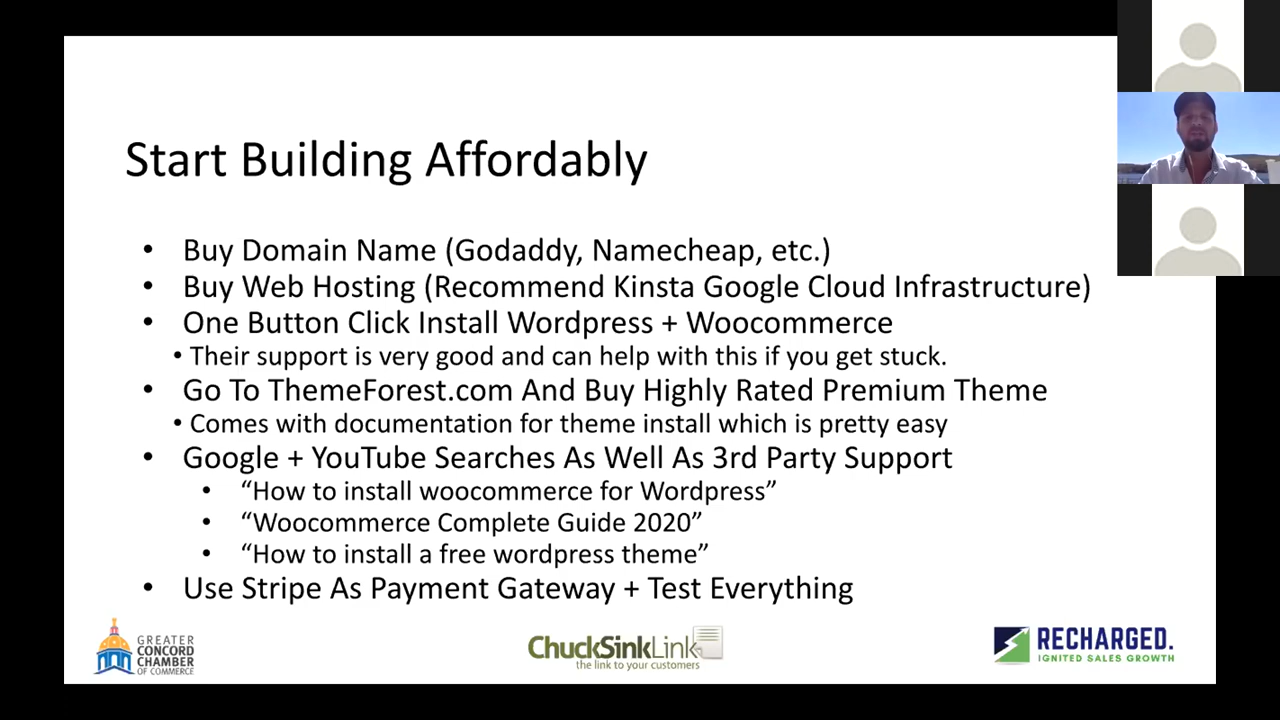 Start Building Affordably
• Buy Domain Name (Godaddy, Namecheap, etc.)
• Buy Web Hosting (Recommend Kinsta Google Cloud Infrastructure)
• One Button Click Install Wordpress + Woocommerce
• Their support is very good and can help with this if you get stuck.
• Go To ThemeForest.com And Buy Highly Rated Premium Theme
• Comes with documentation for theme install which is pretty easy
• Google + YouTube Searches As Well As 3rd Party Support
• “How to install woocommerce for Wordpress”
• “Woocommerce Complete Guide 2020”
• “How to install a free wordpress theme”
• Use Stripe As Payment Gateway + Test Everything
GREATER
CONCORD
CHAMBER
OF COMMERCE
ChuckSinkLink
the link to your customers
RECHARGED.
IGNITED SALES GROWTH